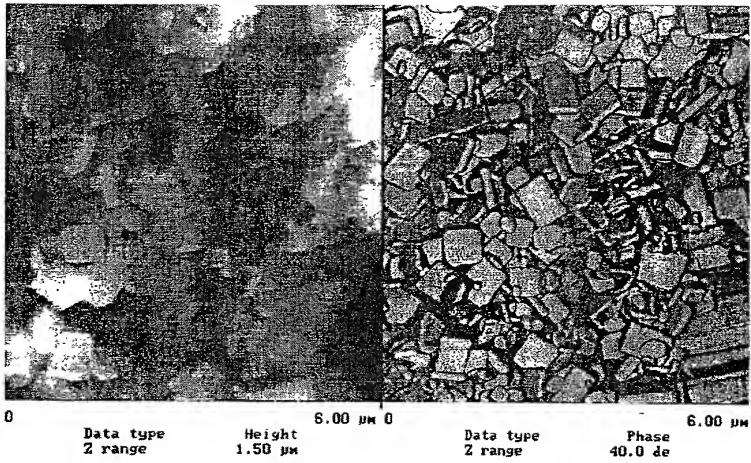 0 6.00 µm 0 6.00 µm
Data type Height Data type Phase
Z range 1.50 µm Z range 40.0 de